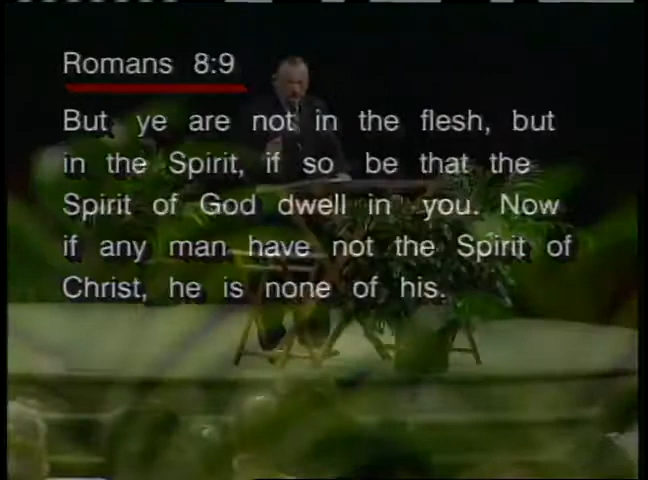 Romans 8:9
But, ye are not in the flesh, but
in the Spirit, if so be that the
Spirit of God dwell in you. Now
if any man have not the Spirit of
Christ, he is none of his.